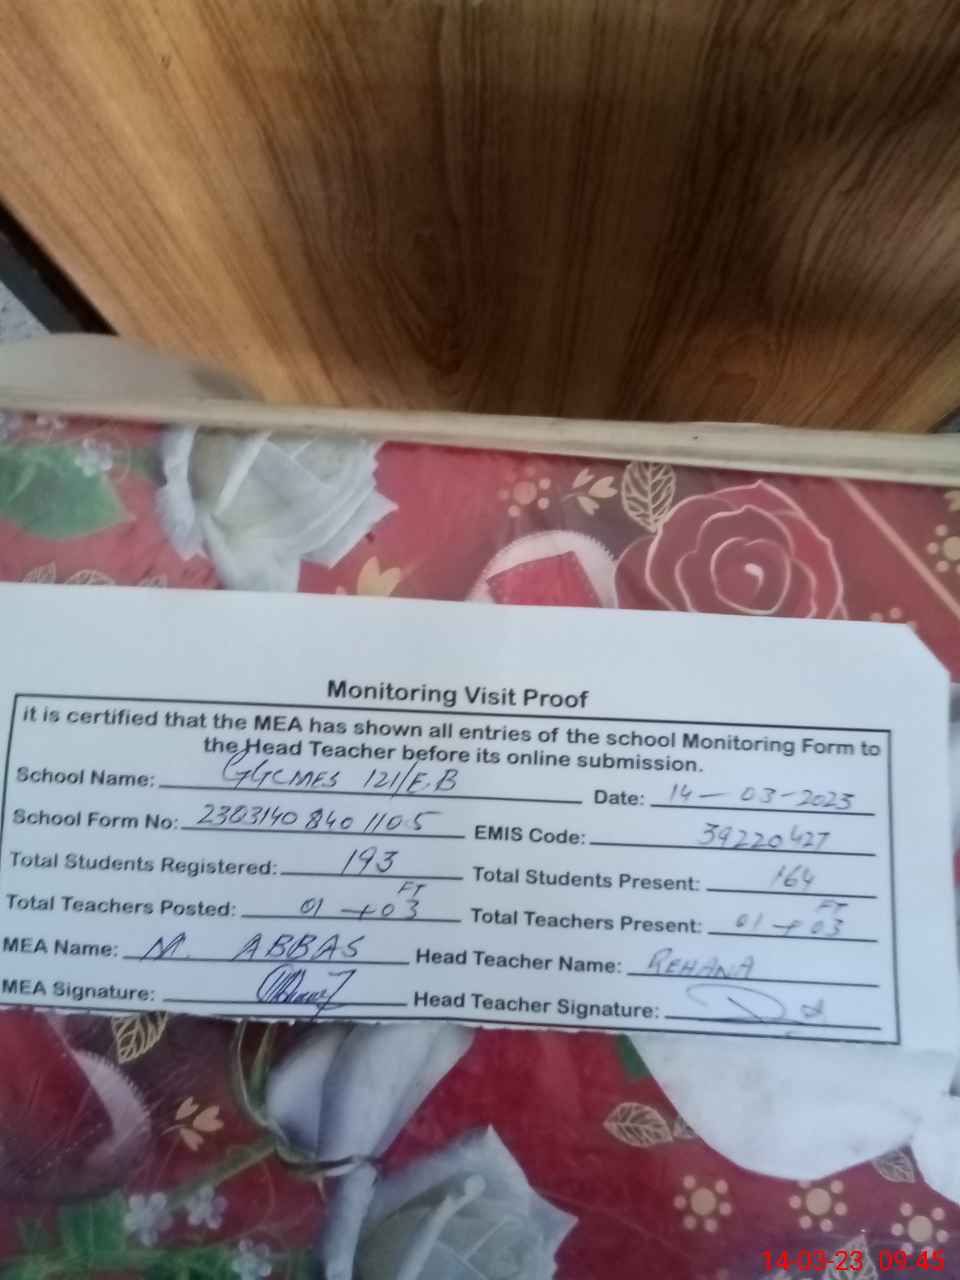 Monitoring Visit Proof
it is certified that the MEA has shown all entries of the school Monitoring Form to
the Head Teacher before its online submission.
School Name: GGCMES 121/E.B Date: 14-03-2023
School Form No: 2303140 840 1105 EMIS Code: 39220427
Total Students Registered: 193 Total Students Present: 164
Total Teachers Posted: 01 + 03 FT Total Teachers Present: 01 + 03 FT
MEA Name: M. ABBAS Head Teacher Name: REHANA
MEA Signature: Head Teacher Signature:
14-03-23 09:45